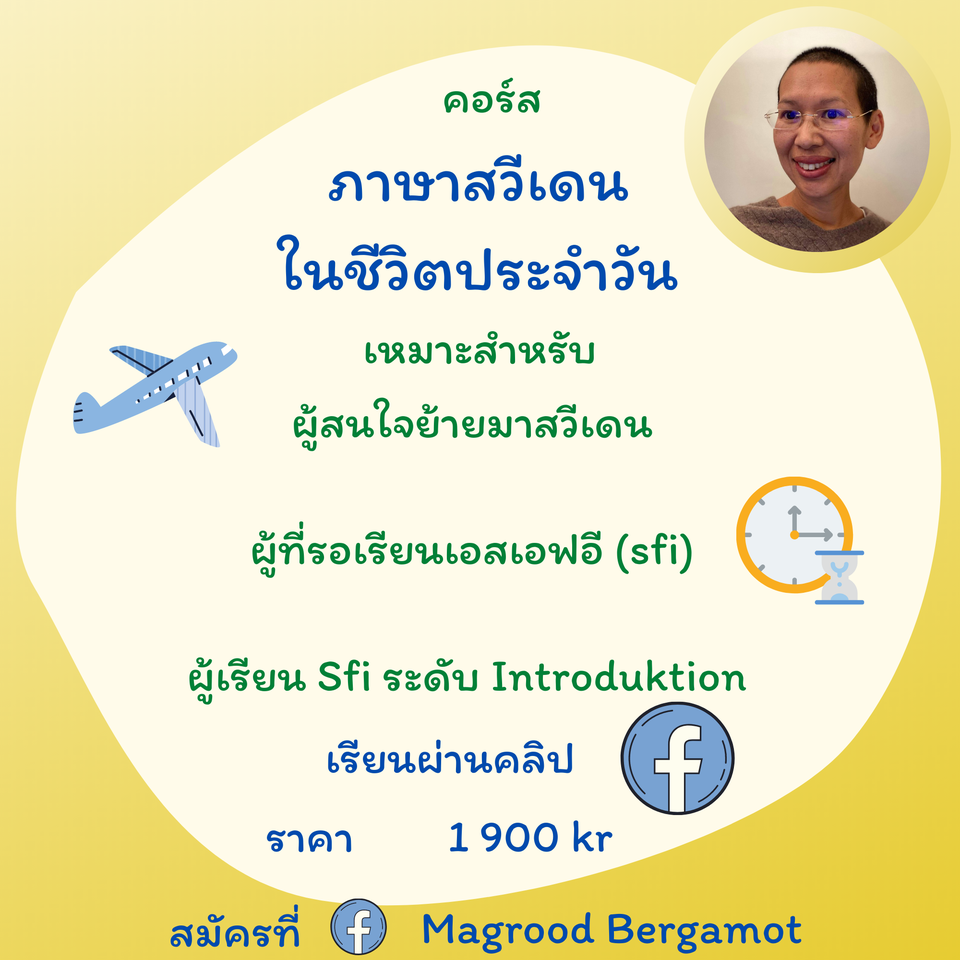 คอร์ส
ภาษาสวีเดน
ในชีวิตประจำวัน
เหมาะสำหรับ
ผู้สนใจย้ายมาสวีเดน
ผู้ที่รอเรียนเอสเอฟอี (sfi)
ผู้เรียน Sfi ระดับ Introduktion
เรียนผ่านคลิป
ราคา 1 900 kr
สมัครที่ Magrood Bergamot